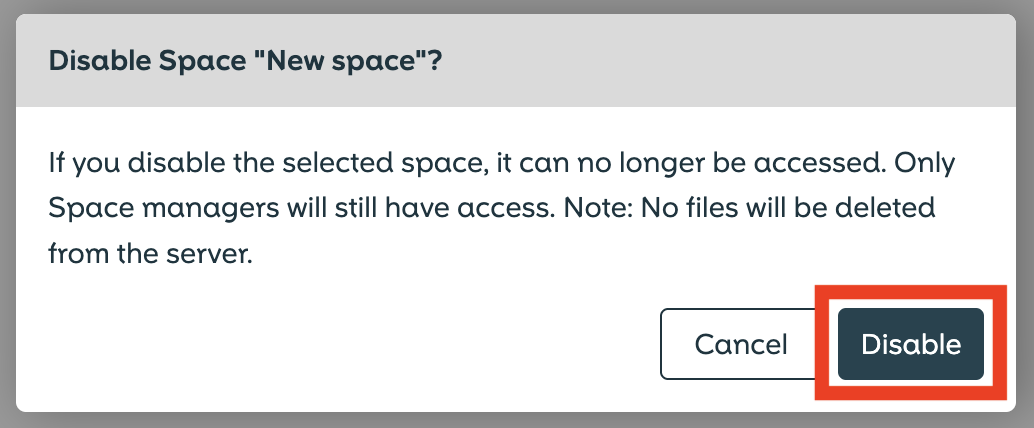 Disable Space "New space"?
If you disable the selected space, it can no longer be accessed. Only
Space managers will still have access. Note: No files will be deleted
from the server.
Cancel
Disable